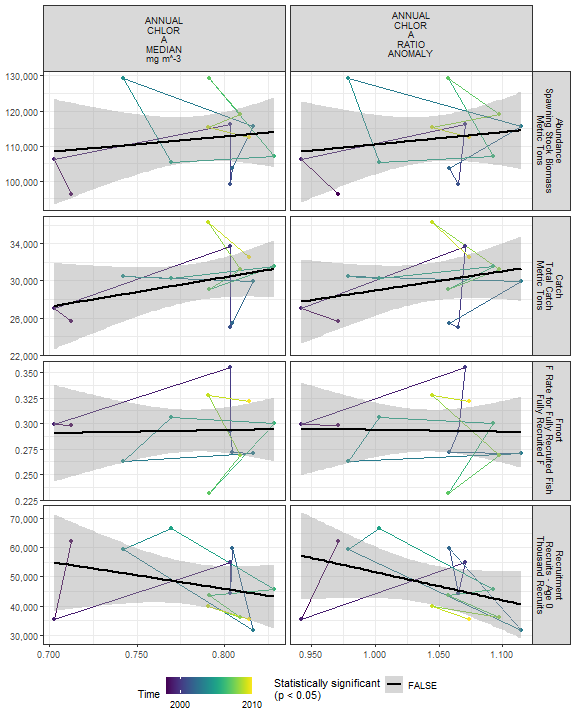 ANNUAL
CHLOR
A
MEDIAN
mg m^-3
ANNUAL
CHLOR
A
RATIO
ANOMALY
130,000
120,000
110,000
100,000
Abundance
Spawning Stock Biomass
Metric Tons
34,000
30,000
26,000
22,000
Catch
Total Catch
Metric Tons
0.350
0.325
0.300
0.275
0.250
0.225
Fmort
F Rate for Fully Recruited Fish
Fully Recruited F
70,000
60,000
50,000
40,000
30,000
Recruitment
Recruits - Age 0
Thousand Recruits
0.700 0.750 0.800 0.950 1.000 1.050 1.100
Time
2000 2010
Statistically significant
(p < 0.05)
FALSE